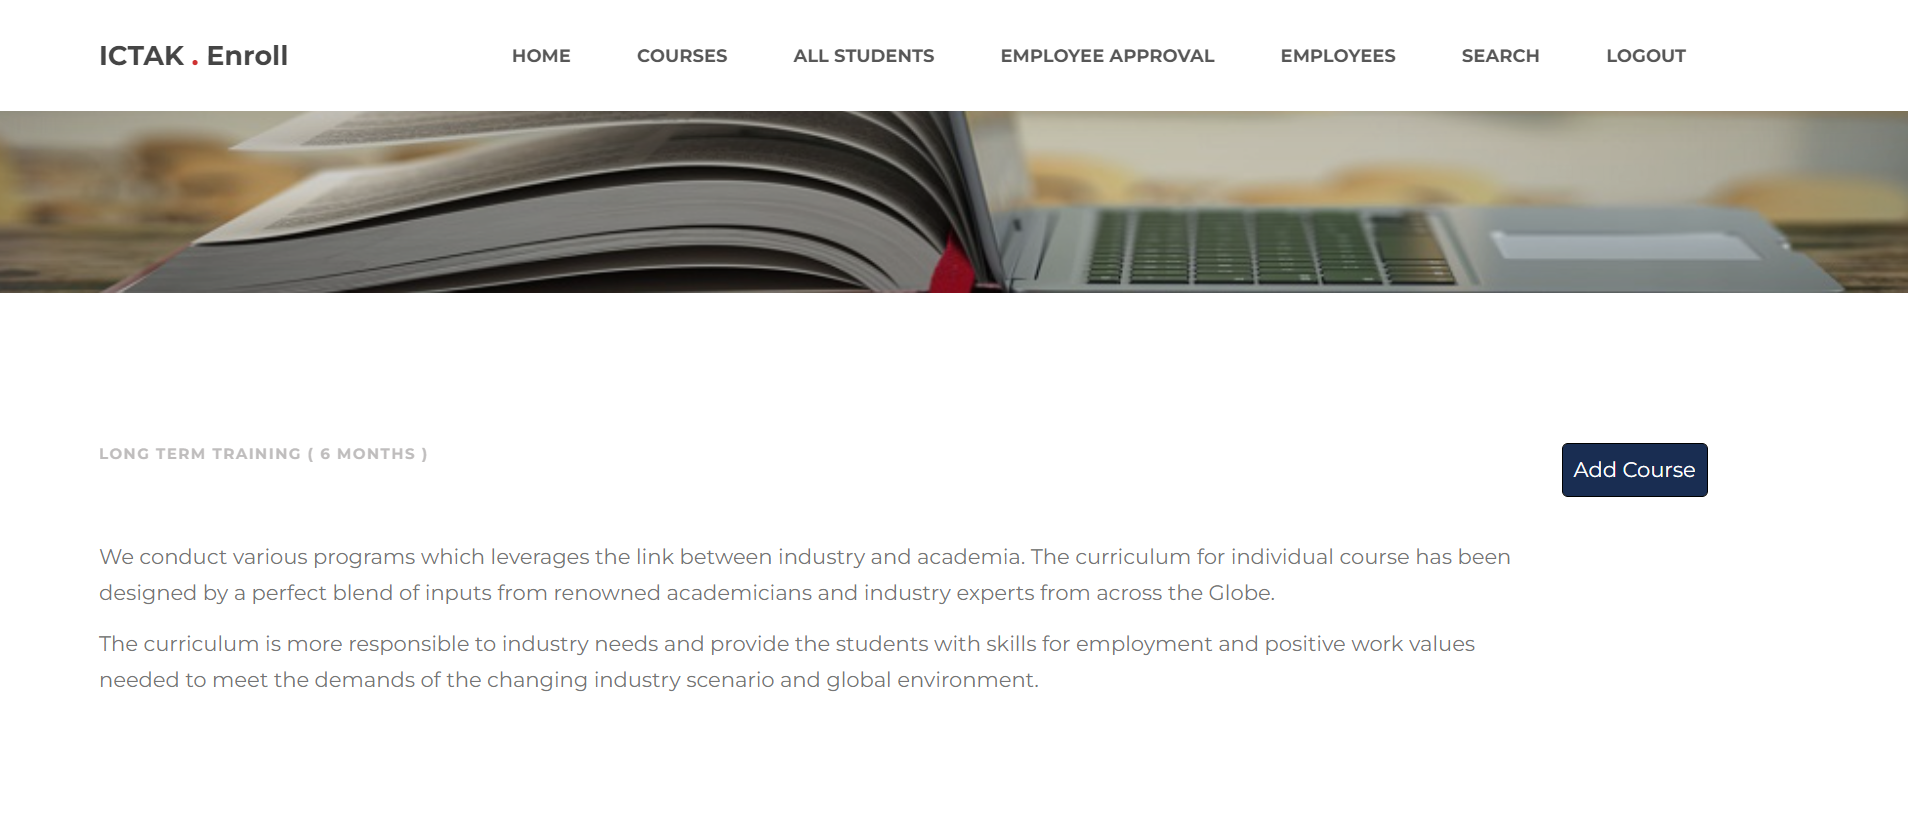 ICTAK . Enroll
HOME COURSES ALL STUDENTS EMPLOYEE APPROVAL EMPLOYEES SEARCH LOGOUT
LONG TERM TRAINING ( 6 MONTHS )
Add Course
We conduct various programs which leverages the link between industry and academia. The curriculum for individual course has been
designed by a perfect blend of inputs from renowned academicians and industry experts from across the Globe.
The curriculum is more responsible to industry needs and provide the students with skills for employment and positive work values
needed to meet the demands of the changing industry scenario and global environment.